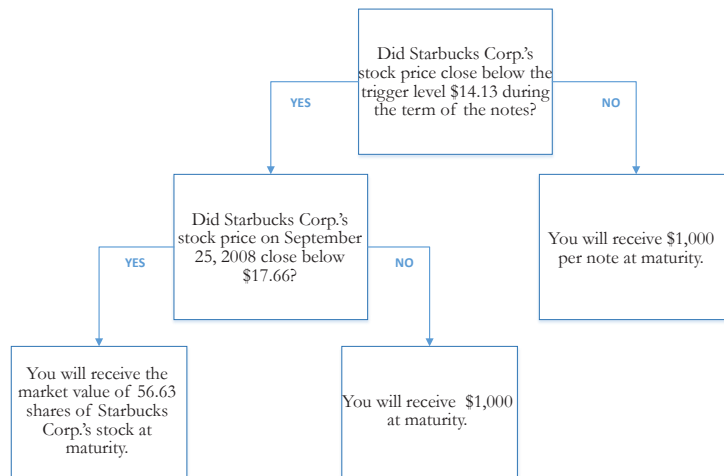 Did Starbucks Corp.'s
stock price close below the
trigger level $14.13 during
the term of the notes?
YES
NO
Did Starbucks Corp.'s
stock price on September
25, 2008 close below
$17.66?
You will receive $1,000
per note at maturity.
YES
NO
You will receive the
market value of 56.63
shares of Starbucks
Corp.'s stock at
maturity.
You will receive $1,000
at maturity.